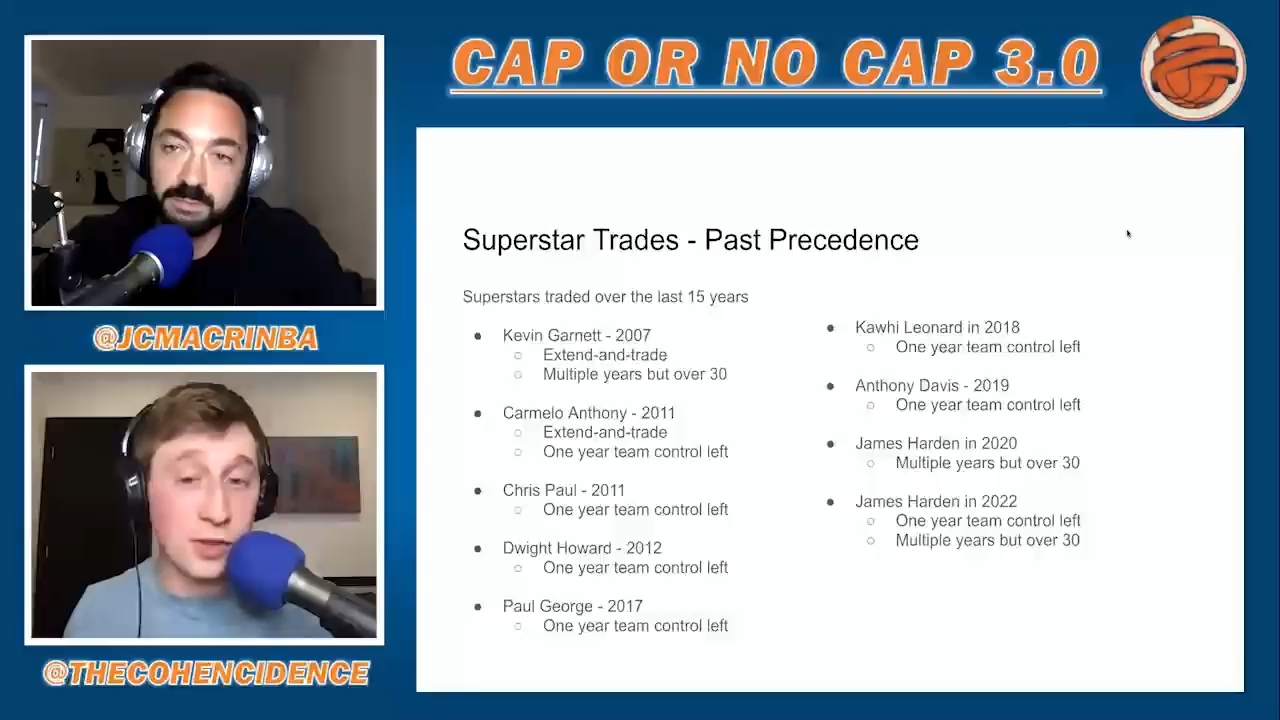 CAP OR NO CAP 3.0
@JCMACRINBA
@THECOHENCIDENCE
Superstar Trades - Past Precedence
Superstars traded over the last 15 years
Kevin Garnett - 2007
Extend-and-trade
Multiple years but over 30
Carmelo Anthony - 2011
Extend-and-trade
One year team control left
Chris Paul - 2011
One year team control left
Dwight Howard - 2012
One year team control left
Paul George - 2017
One year team control left
Kawhi Leonard in 2018
One year team control left
Anthony Davis - 2019
One year team control left
James Harden in 2020
Multiple years but over 30
James Harden in 2022
One year team control left
Multiple years but over 30